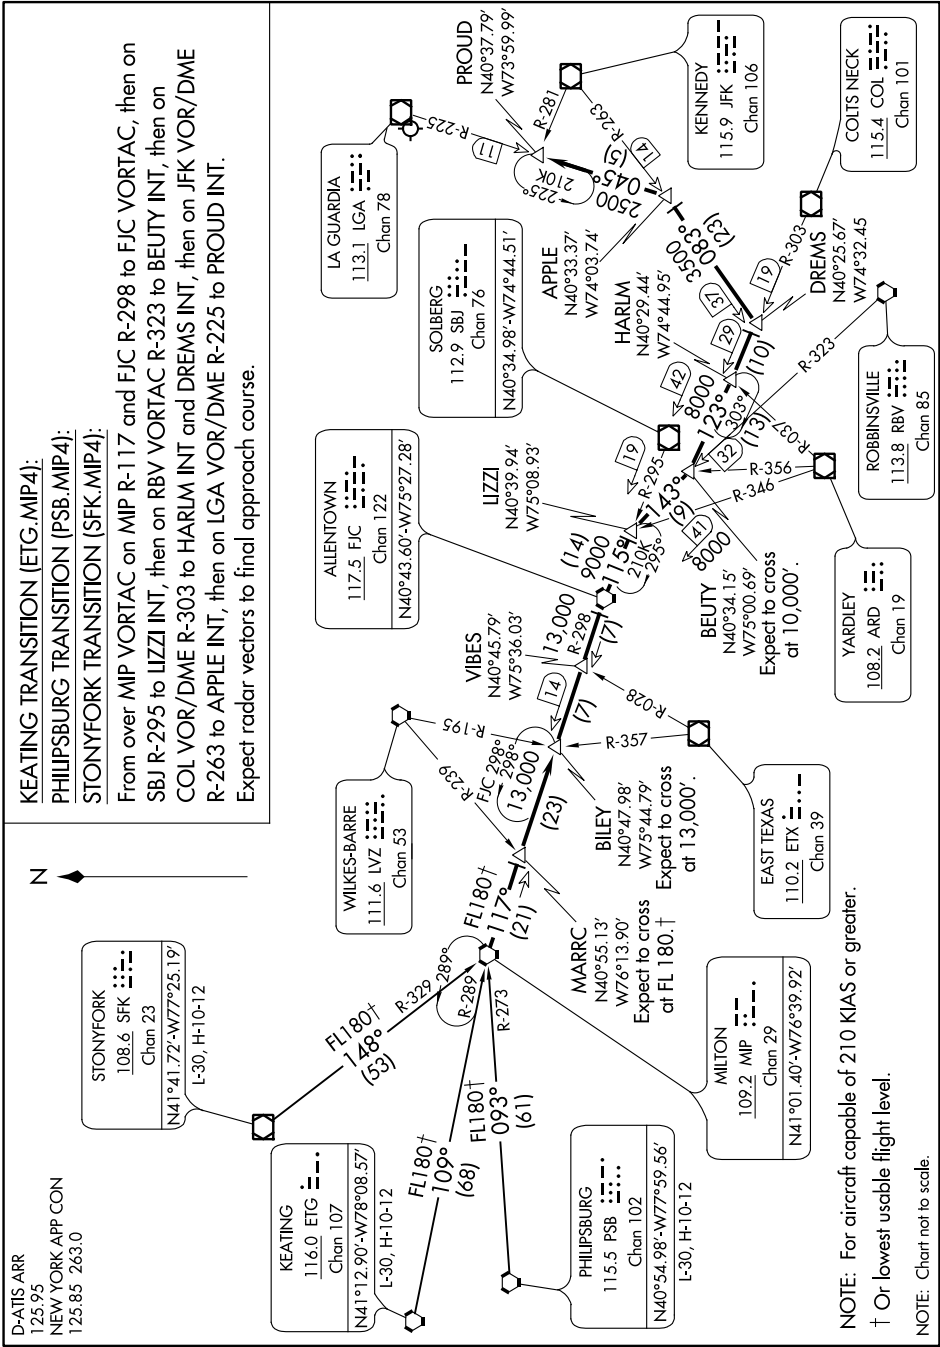 D-ATIS ARR
125.95
NEW YORK APP CON
125.85 263.0
KEATING TRANSITION (ETG.MIP4):
PHILIPSBURG TRANSITION (PSB.MIP4):
STONYFORK TRANSITION (SFK.MIP4):
From over MIP VORTAC on MIP R-117 and FJC R-298 to FJC VORTAC, then on
SBJ R-295 to LIZZI INT, then on RBV VORTAC R-323 to BEUTY INT, then on
COL VOR/DME R-303 to HARLM INT and DREMS INT, then on JFK VOR/DME
R-263 to APPLE INT, then on LGA VOR/DME R-225 to PROUD INT.
Expect radar vectors to final approach course.
N
STONYFORK
108.6 SFK
Chan 23
N41°41.72'-W77°25.19'
L-30, H-10-12
KEATING
116.0 ETG
Chan 107
N41°12.90'-W78°08.57'
L-30, H-10-12
PHILIPSBURG
115.5 PSB
Chan 102
N40°54.98'-W77°59.56'
L-30, H-10-12
FL180†
148°
(53)
R-329
FL180†
109°
(68)
R-289
289°
FL180†
093°
(61)
R-273
MILTON
109.2 MIP
Chan 29
N41°01.40'-W76°39.92'
FL180†
117°
(21)
MARRC
N40°55.13'
W76°13.90'
Expect to cross
at FL 180.†
WILKES-BARRE
111.6 LVZ
Chan 53
R-239
R-195
FJC 298°
298°
13,000
(23)
BILEY
N40°47.98'
W75°44.79'
Expect to cross
at 13,000'.
EAST TEXAS
110.2 ETX
Chan 39
R-357
R-028
14
(7)
VIBES
N40°45.79'
W75°36.03'
13,000
R-298
(7)
ALLENTOWN
117.5 FJC
Chan 122
N40°43.60'-W75°27.28'
(14)
9000
115°
210K
295°
LIZZI
N40°39.94'
W75°08.93'
19
R-295
SOLBERG
112.9 SBJ
Chan 76
N40°34.98'-W74°44.51'
143°
(9)
41
8000
BEUTY
N40°34.15'
W75°00.69'
Expect to cross
at 10,000'.
R-346
R-356
R-037
YARDLEY
108.2 ARD
Chan 19
42
8000
123°
303°
(13)
32
HARLM
N40°29.44'
W74°44.95'
29
(10)
R-323
ROBBINSVILLE
113.8 RBV
Chan 85
DREMS
N40°25.67'
W74°32.45
19
R-303
COLTS NECK
115.4 COL
Chan 101
37
3500
083°
(23)
APPLE
N40°33.37'
W74°03.74'
14
R-263
2500
045°
(5)
210K
225°
PROUD
N40°37.79'
W73°59.99'
R-281
KENNEDY
115.9 JFK
Chan 106
11
R-225
LA GUARDIA
113.1 LGA
Chan 78
NOTE: For aircraft capable of 210 KIAS or greater.
† Or lowest usable flight level.
NOTE: Chart not to scale.